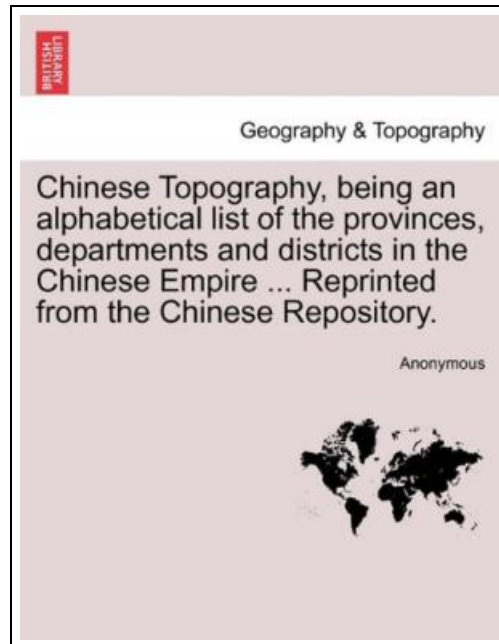 BRITISH
LIBRARY
Geography & Topography
Chinese Topography, being an
alphabetical list of the provinces,
departments and districts in the
Chinese Empire ... Reprinted
from the Chinese Repository.
Anonymous